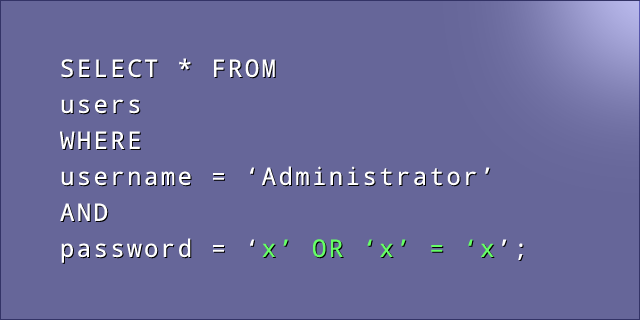 SELECT * FROM
users
WHERE
username = ‘Administrator’
AND
password = ‘x’ OR ‘x’ = ‘x’;